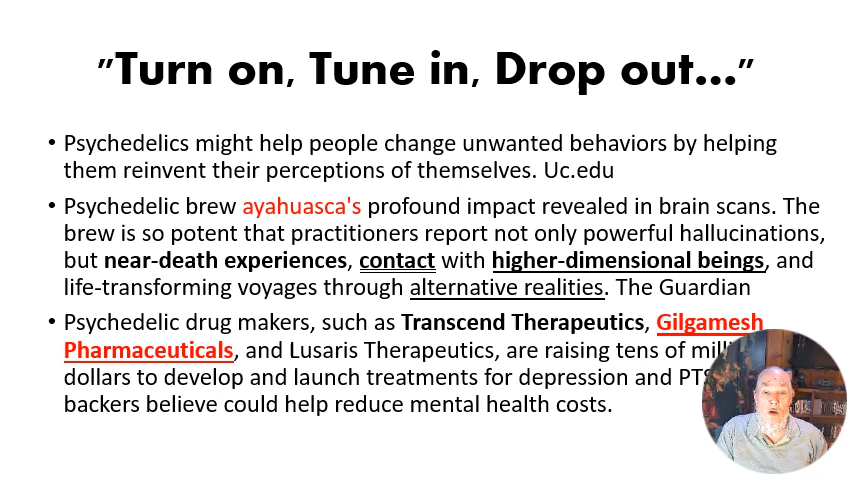 "Turn on, Tune in, Drop out..."
• Psychedelics might help people change unwanted behaviors by helping
them reinvent their perceptions of themselves. Uc.edu
• Psychedelic brew ayahuasca's profound impact revealed in brain scans. The
brew is so potent that practitioners report not only powerful hallucinations,
but near-death experiences, contact with higher-dimensional beings, and
life-transforming voyages through alternative realities. The Guardian
• Psychedelic drug makers, such as Transcend Therapeutics, Gilgamesh
Pharmaceuticals, and Lusaris Therapeutics, are raising tens of
dollars to develop and launch treatments for depression and
backers believe could help reduce mental health costs.